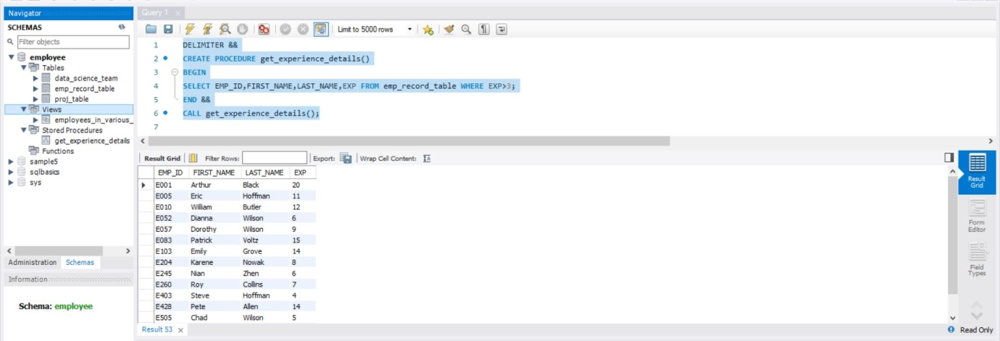 Navigator
Query 1
SCHEMAS
Filter objects
employee
Tables
data_science_team
emp_record_table
proj_table
Views
employees_in_various_
Stored Procedures
get_experience_details
Functions
sample5
sqlbasics
sys
Administration Schemas
Information
Schema: employee
Limit to 5000 rows
1 DELIMITER &&
2 CREATE PROCEDURE get_experience_details()
3 BEGIN
4 SELECT EMP_ID,FIRST_NAME,LAST_NAME,EXP FROM emp_record_table WHERE EXP>3;
5 END &&
6 CALL get_experience_details();
7
Result Grid Filter Rows: Export: Wrap Cell Content: IA
EMP_ID FIRST_NAME LAST_NAME EXP
E001 Arthur Black 20
E005 Eric Hoffman 11
E010 William Butler 12
E052 Dianna Wilson 6
E057 Dorothy Wilson 9
E083 Patrick Voltz 15
E103 Emily Grove 14
E204 Karene Nowak 8
E245 Nian Zhen 6
E260 Roy Collins 7
E403 Steve Hoffman 4
E428 Pete Allen 14
E505 Chad Wilson 5
Result 53
Result
Grid
Form
Editor
Field
Types
Read Only